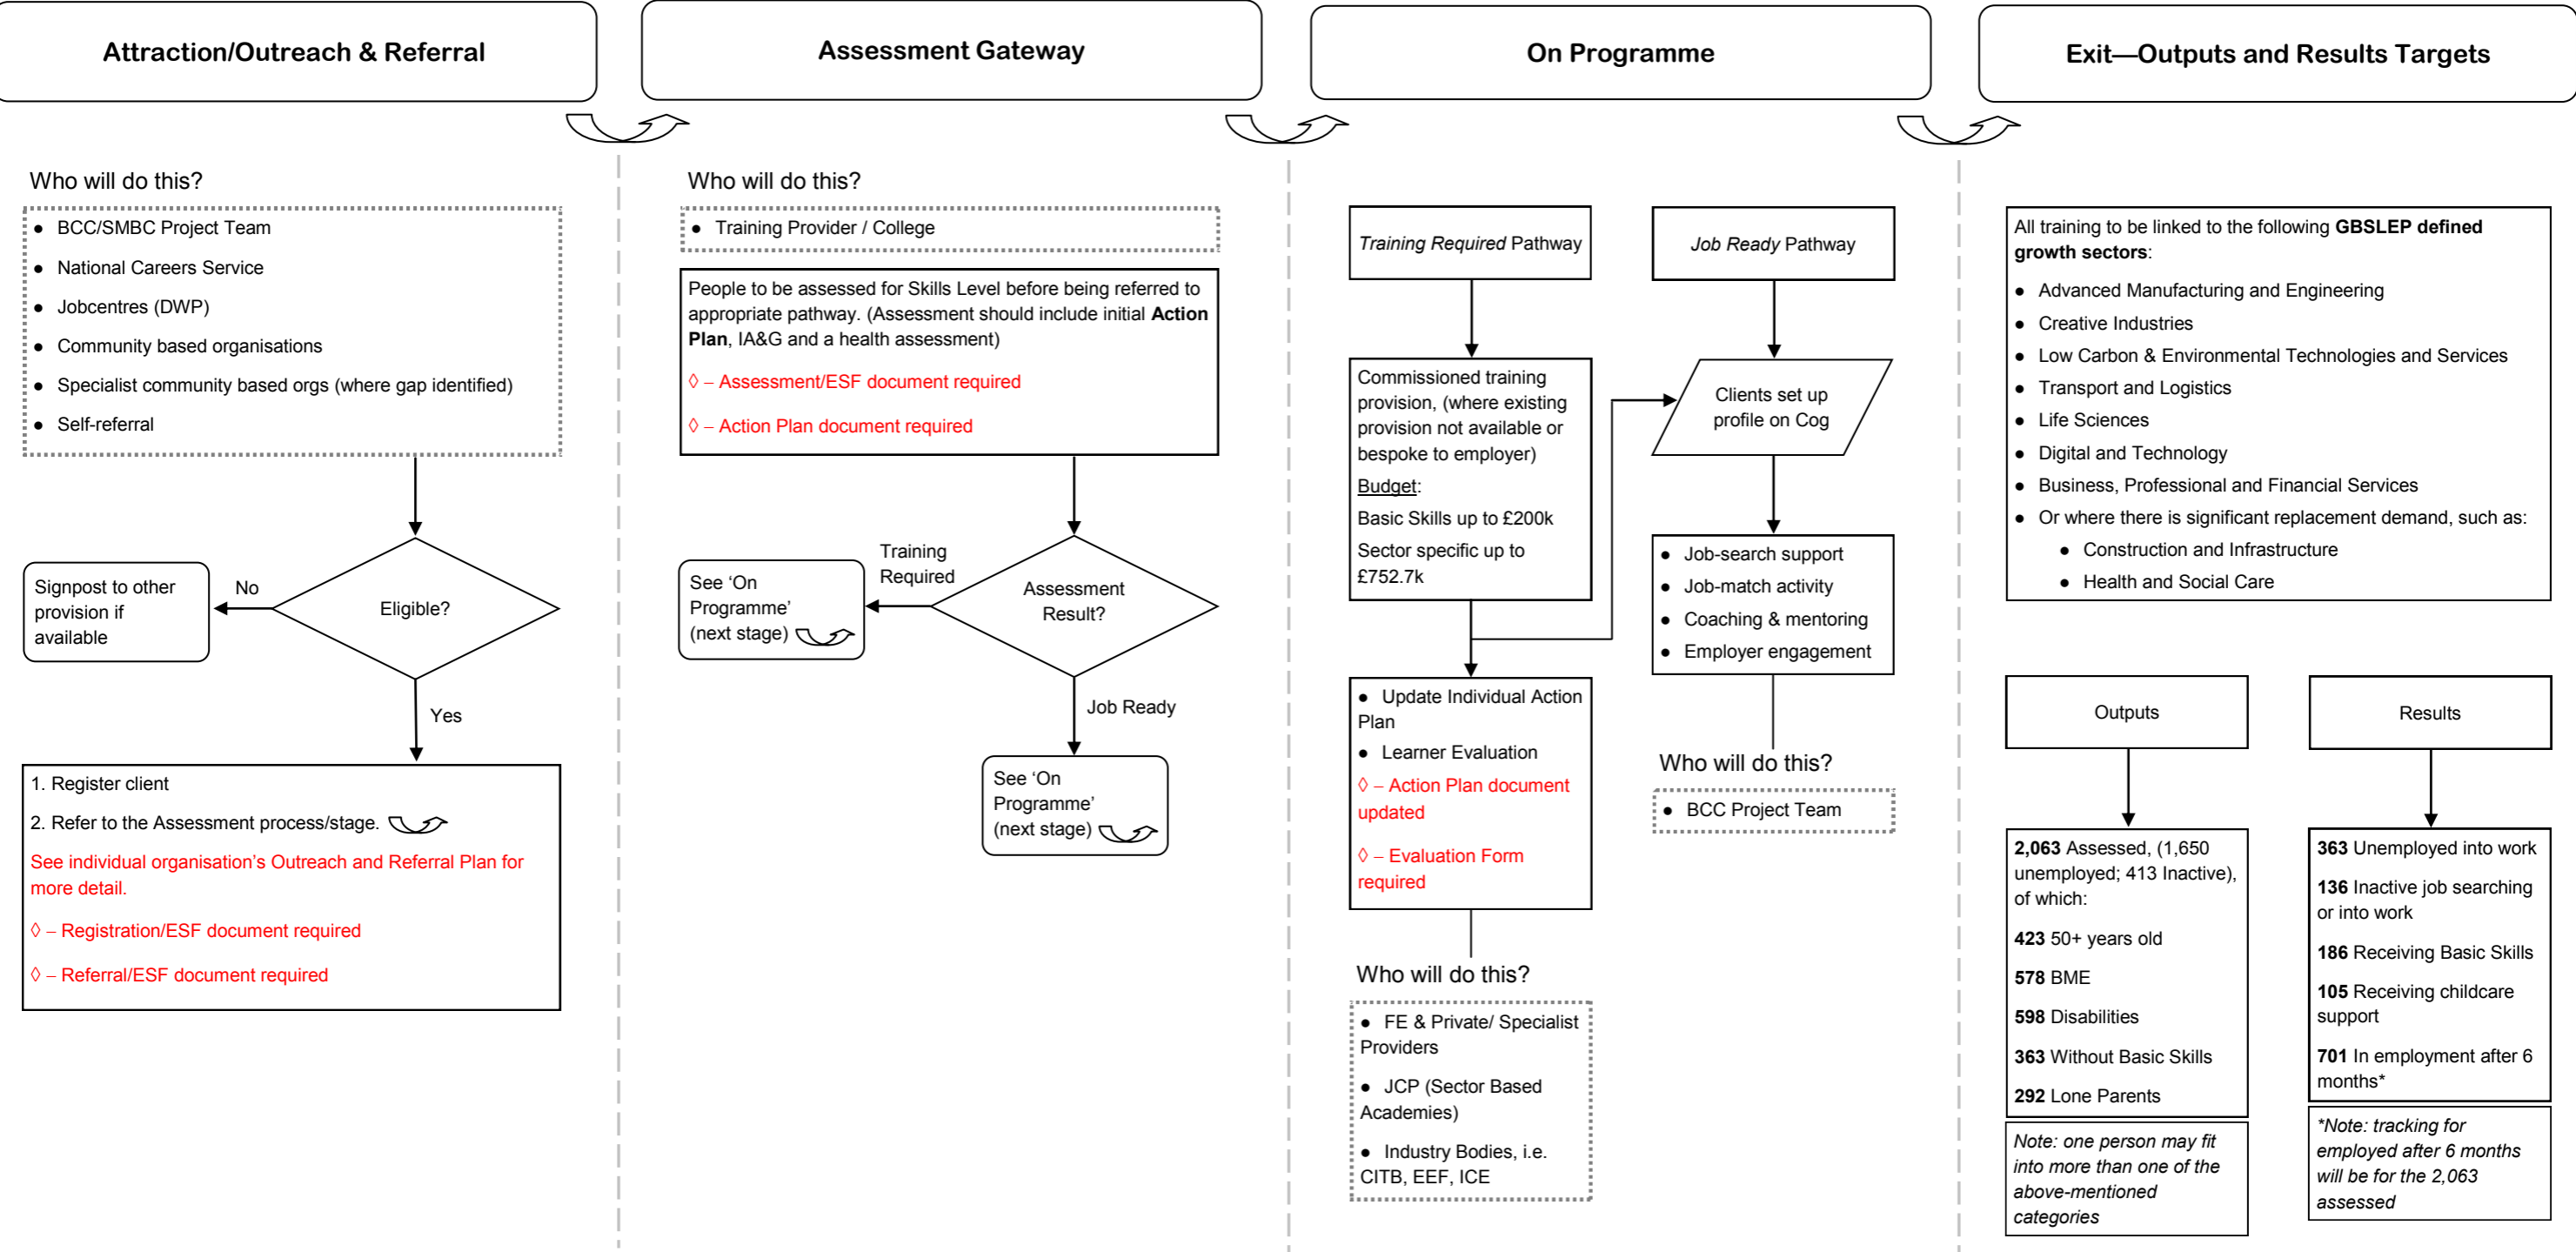 Attraction/Outreach & Referral
Who will do this?
● BCC/SMBC Project Team
● National Careers Service
● Jobcentres (DWP)
● Community based organisations
● Specialist community based orgs (where gap identified)
● Self-referral
Eligible?
No
Signpost to other
provision if
available
Yes
1. Register client
2. Refer to the Assessment process/stage.
See individual organisation's Outreach and Referral Plan for
more detail.
◊ – Registration/ESF document required
◊ – Referral/ESF document required
Assessment Gateway
Who will do this?
● Training Provider / College
People to be assessed for Skills Level before being referred to
appropriate pathway. (Assessment should include initial Action
Plan, IA&G and a health assessment)
◊ – Assessment/ESF document required
◊ – Action Plan document required
Assessment
Result?
Training
Required
See ‘On
Programme’
(next stage)
Job Ready
See ‘On
Programme’
(next stage)
On Programme
Training Required Pathway
Commissioned training
provision, (where existing
provision not available or
bespoke to employer)
Budget:
Basic Skills up to £200k
Sector specific up to
£752.7k
● Update Individual Action
Plan
● Learner Evaluation
◊ – Action Plan document
updated
◊ – Evaluation Form
required
Who will do this?
● FE & Private/ Specialist
Providers
● JCP (Sector Based
Academies)
● Industry Bodies, i.e.
CITB, EEF, ICE
Job Ready Pathway
Clients set up
profile on Cog
● Job-search support
● Job-match activity
● Coaching & mentoring
● Employer engagement
Who will do this?
● BCC Project Team
Exit—Outputs and Results Targets
All training to be linked to the following GBSLEP defined
growth sectors:
● Advanced Manufacturing and Engineering
● Creative Industries
● Low Carbon & Environmental Technologies and Services
● Transport and Logistics
● Life Sciences
● Digital and Technology
● Business, Professional and Financial Services
● Or where there is significant replacement demand, such as:
● Construction and Infrastructure
● Health and Social Care
Outputs
2,063 Assessed, (1,650
unemployed; 413 Inactive),
of which:
423 50+ years old
578 BME
598 Disabilities
363 Without Basic Skills
292 Lone Parents
Note: one person may fit
into more than one of the
above-mentioned
categories
Results
363 Unemployed into work
136 Inactive job searching
or into work
186 Receiving Basic Skills
105 Receiving childcare
support
701 In employment after 6
months*
*Note: tracking for
employed after 6 months
will be for the 2,063
assessed